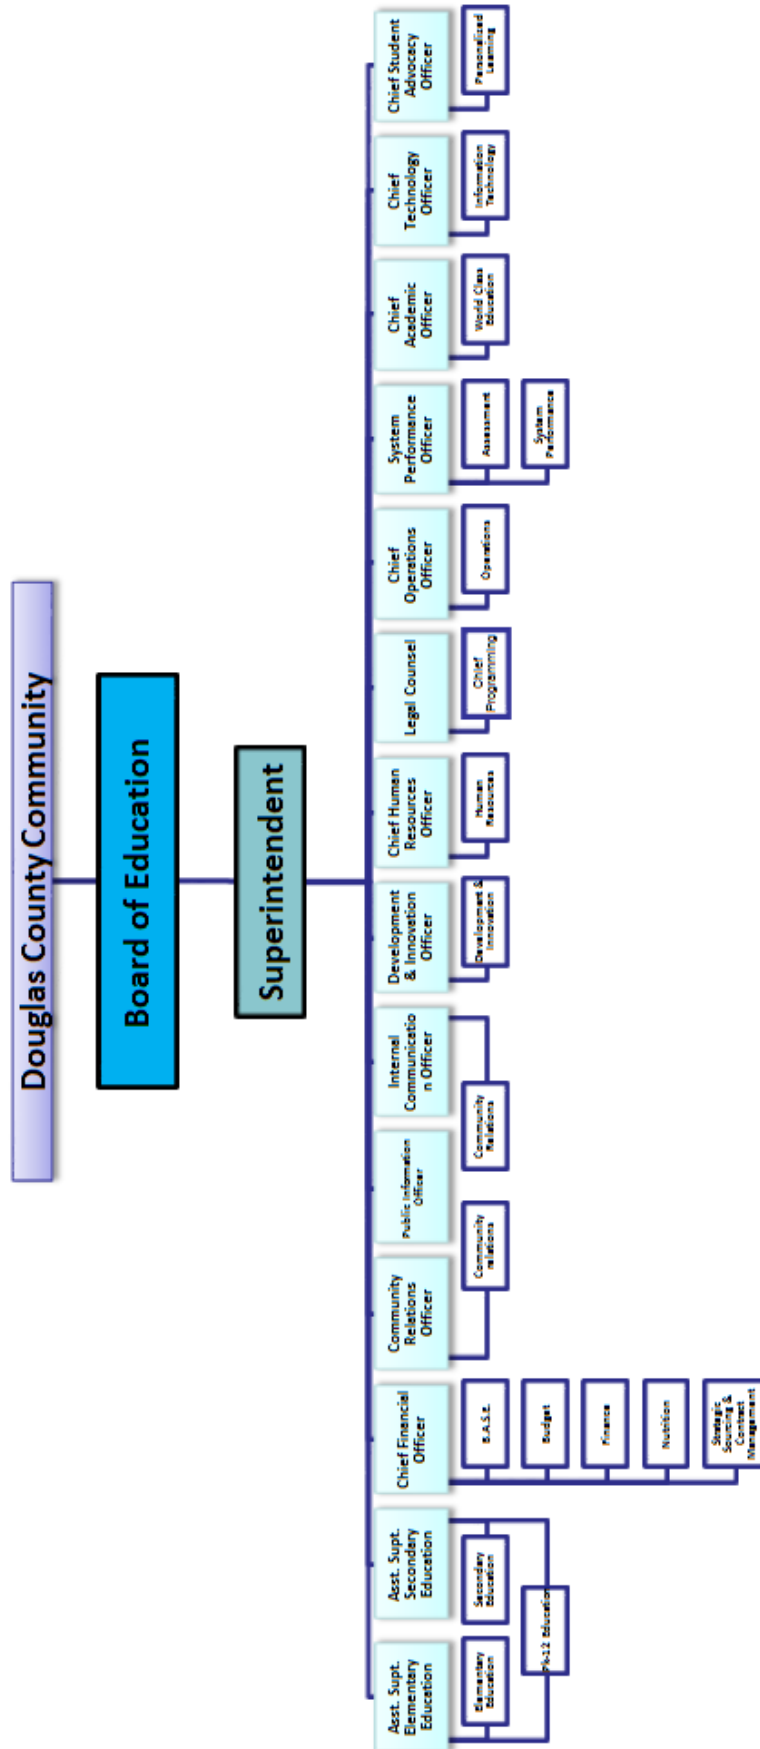 Douglas County Community
Board of Education
Superintendent
Asst. Supt.
Elementary
Education
Asst. Supt.
Secondary
Education
Chief Financial
Officer
Community
Relations
Officer
Public Information
Officer
Internal
Communicatio
n Officer
Development
& Innovation
Officer
Chief Human
Resources
Officer
Legal Counsel
Chief
Operations
Officer
System
Performance
Officer
Chief
Academic
Officer
Chief
Technology
Officer
Chief Student
Advocacy
Officer
Elementary
Education
Secondary
Education
PK-12 Education
B.A.S.E.
Budget
Finance
Nutrition
Strategic
Sourcing &
Contract
Management
Community
relations
Community
Relations
Development &
Innovation
Human
Resources
Chief
Programming
Operations
Assessment
System
Performance
World Class
Education
Information
Technology
Personalized
Learning